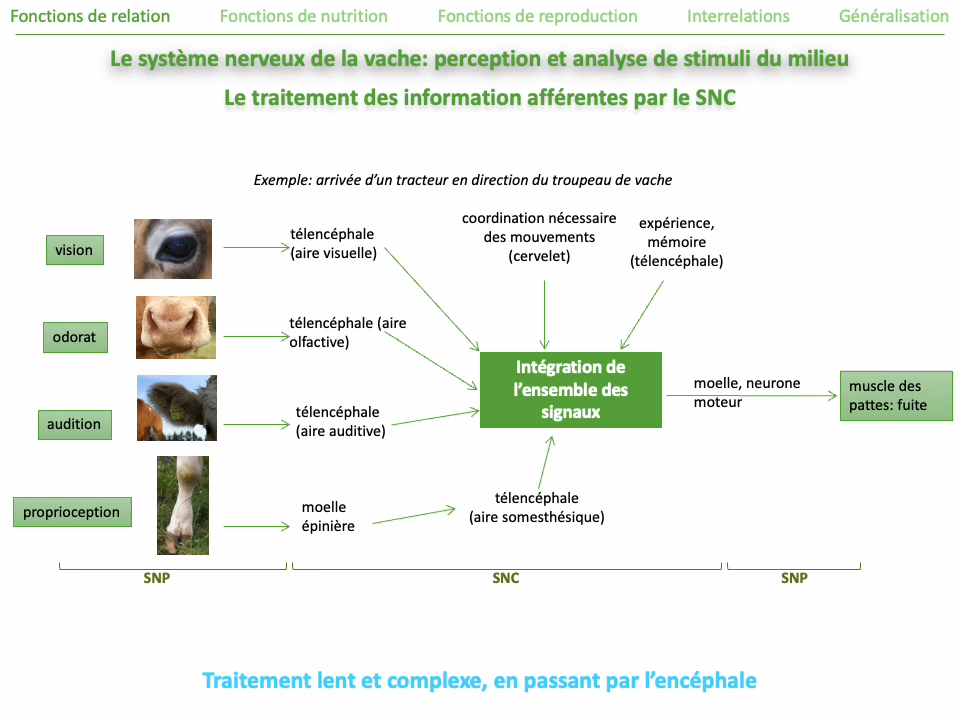 Fonctions de relation Fonctions de nutrition Fonctions de reproduction Interrelations Généralisation
Le système nerveux de la vache: perception et analyse de stimuli du milieu
Le traitement des information afférentes par le SNC
Exemple: arrivée d'un tracteur en direction du troupeau de vache
vision
télencéphale
(aire visuelle)
coordination nécessaire
des mouvements
(cervelet)
expérience,
mémoire
(télencéphale)
odorat
télencéphale (aire
olfactive)
Intégration de
l'ensemble des
signaux
moelle, neurone
moteur
muscle des
pattes: fuite
audition
télencéphale
(aire auditive)
proprioception
moelle
épinière
télencéphale
(aire somesthésique)
SNP SNC SNP
Traitement lent et complexe, en passant par l'encéphale